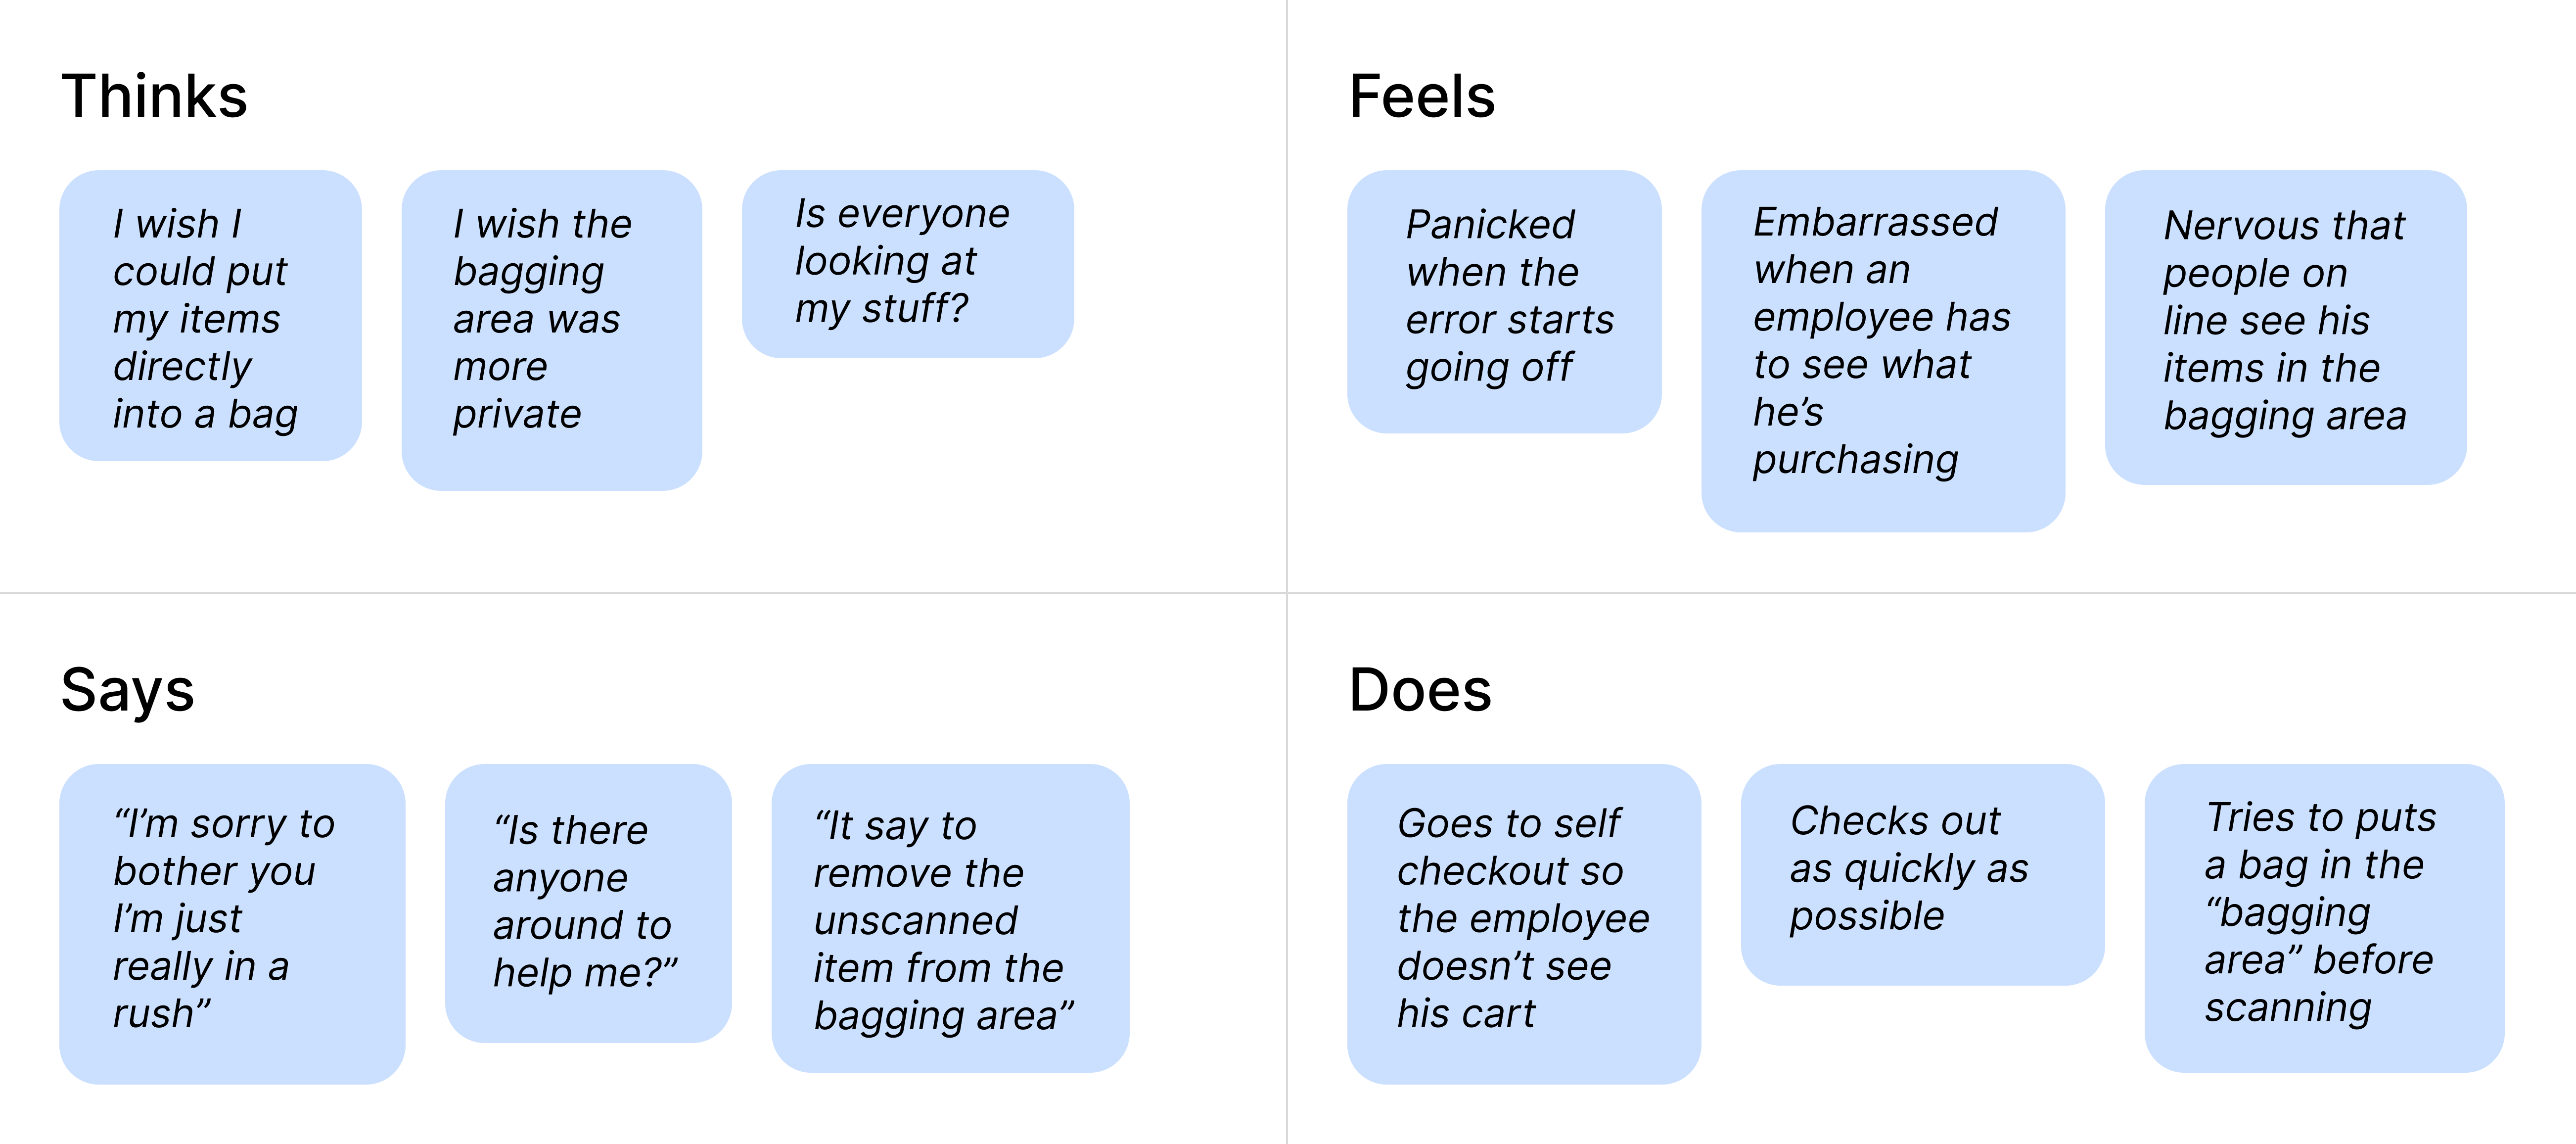 Thinks
I wish I
could put
my items
directly
into a bag
I wish the
bagging
area was
more
private
Is everyone
looking at
my stuff?
Feels
Panicked
when the
error starts
going off
Embarrassed
when an
employee has
to see what
he’s
purchasing
Nervous that
people on
line see his
items in the
bagging area
Says
“I’m sorry to
bother you
I’m just
really in a
rush”
“Is there
anyone
around to
help me?”
“It say to
remove the
unscanned
item from the
bagging area”
Does
Goes to self
checkout so
the employee
doesn’t see
his cart
Checks out
as quickly as
possible
Tries to puts
a bag in the
“bagging
area” before
scanning